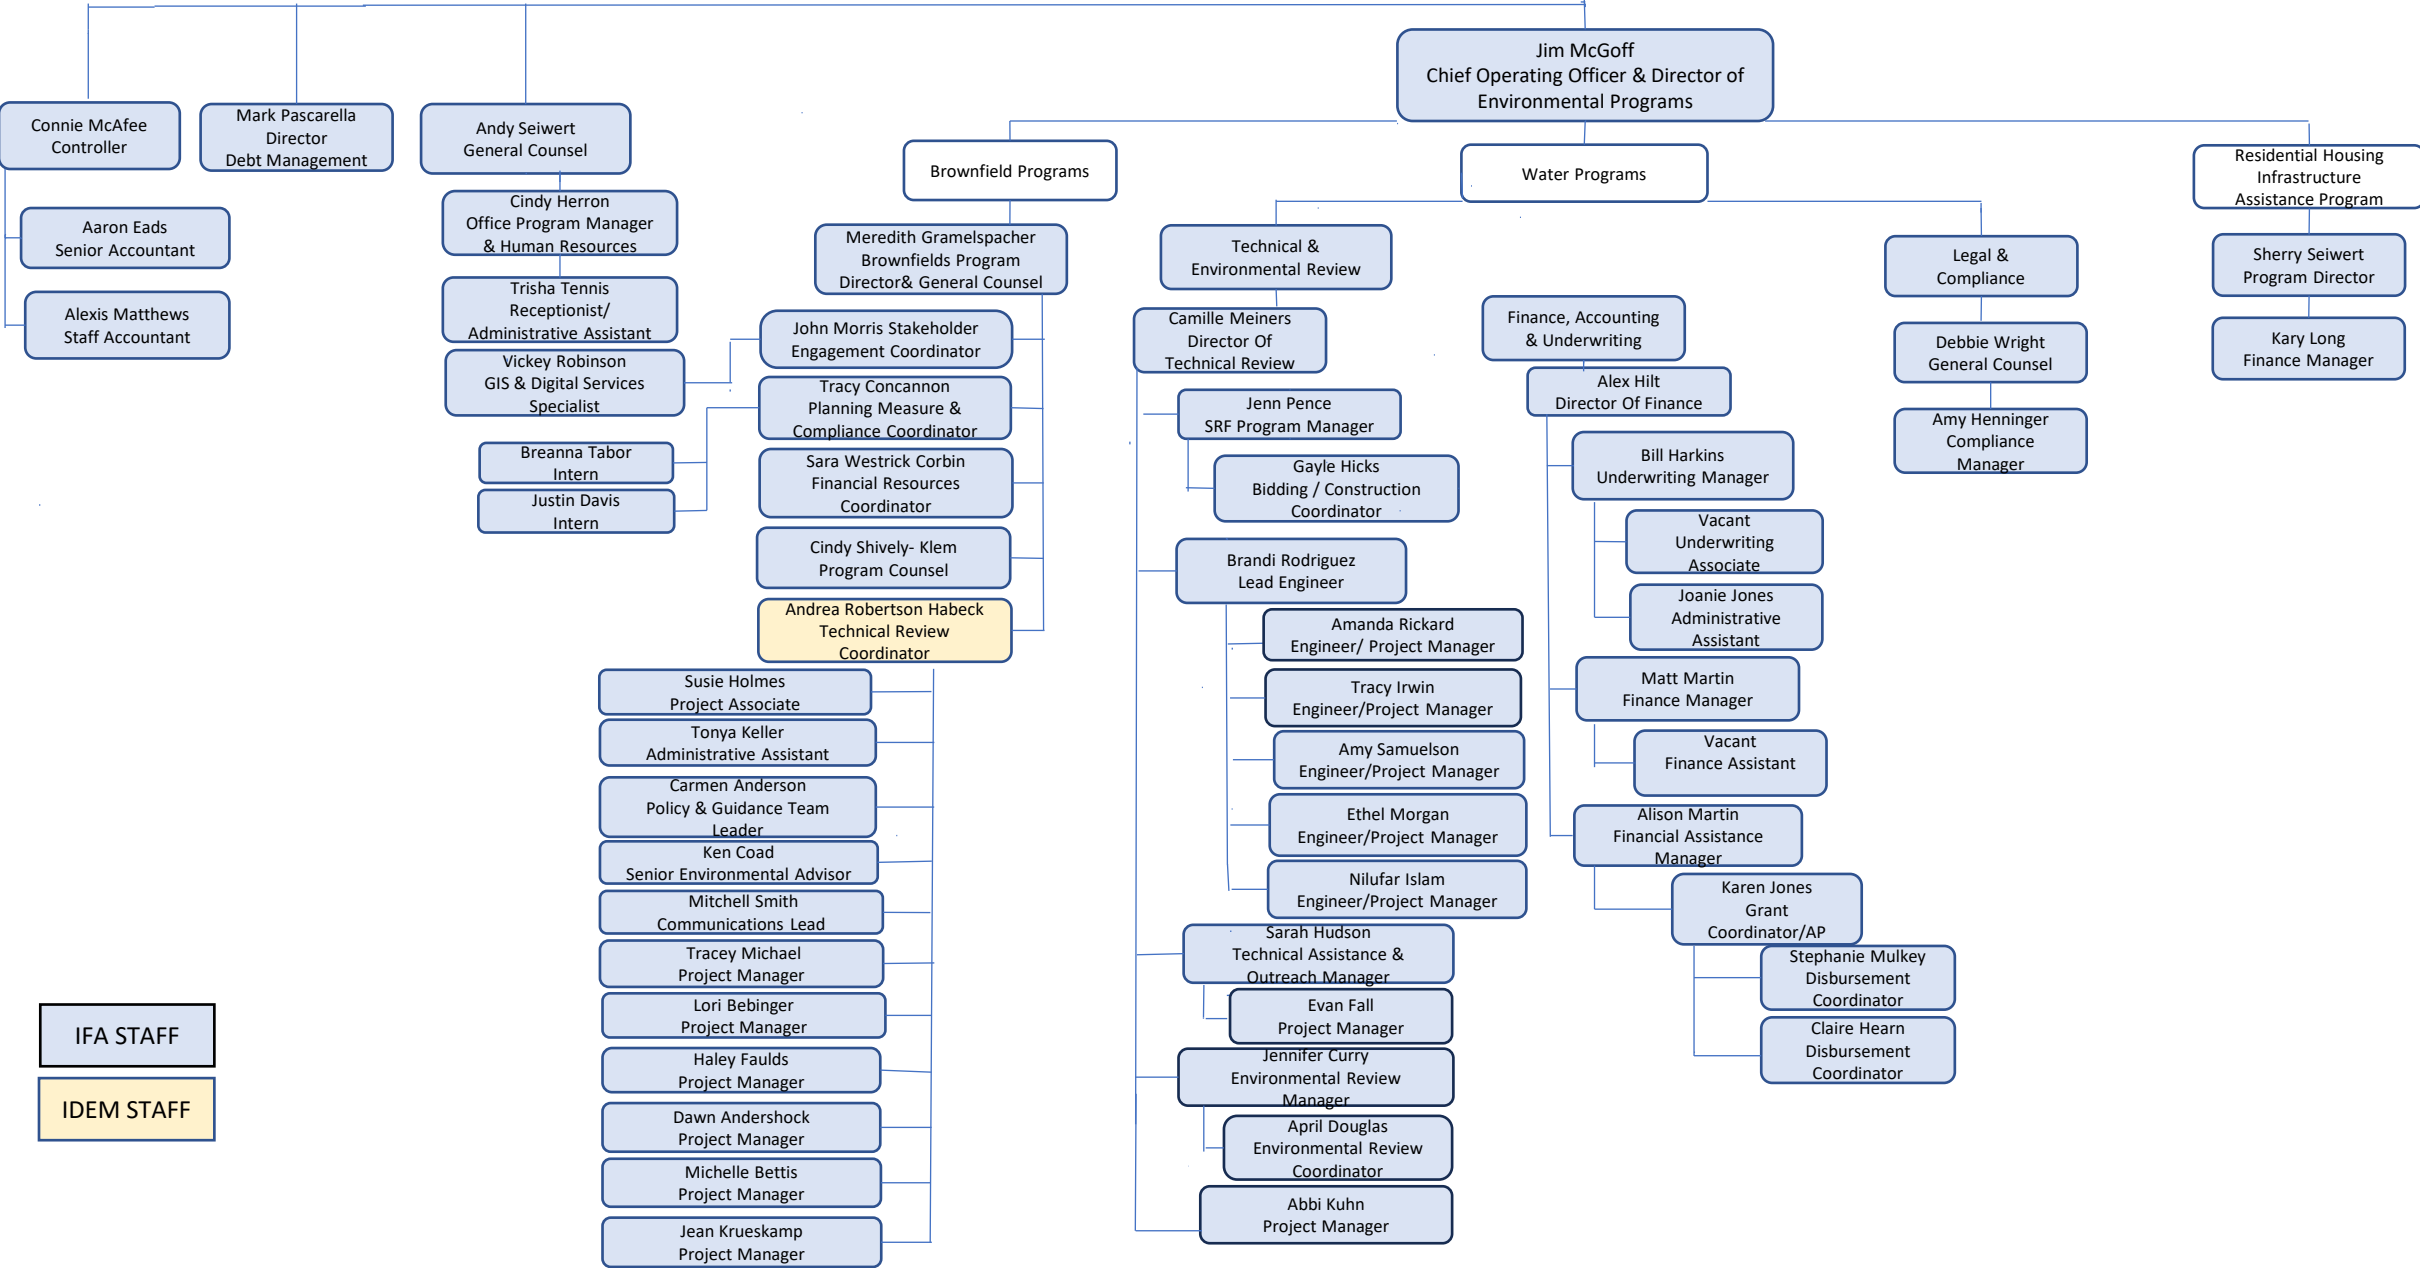 Jim McGoff
Chief Operating Officer & Director of
Environmental Programs
Connie McAfee
Controller
Mark Pascarella
Director
Debt Management
Andy Seiwert
General Counsel
Aaron Eads
Senior Accountant
Alexis Matthews
Staff Accountant
Cindy Herron
Office Program Manager
& Human Resources
Trisha Tennis
Receptionist/
Administrative Assistant
Brownfield Programs
Meredith Gramelspacher
Brownfields Program
Director& General Counsel
John Morris Stakeholder
Engagement Coordinator
Vickey Robinson
GIS & Digital Services
Specialist
Tracy Concannon
Planning Measure &
Compliance Coordinator
Breanna Tabor
Intern
Justin Davis
Intern
Sara Westrick Corbin
Financial Resources
Coordinator
Cindy Shively- Klem
Program Counsel
Andrea Robertson Habeck
Technical Review
Coordinator
Susie Holmes
Project Associate
Tonya Keller
Administrative Assistant
Carmen Anderson
Policy & Guidance Team
Leader
Ken Coad
Senior Environmental Advisor
Mitchell Smith
Communications Lead
Tracey Michael
Project Manager
Lori Bebinger
Project Manager
Haley Faulds
Project Manager
Dawn Andershock
Project Manager
Michelle Bettis
Project Manager
Jean Krueskamp
Project Manager
Water Programs
Technical &
Environmental Review
Camille Meiners
Director Of
Technical Review
Jenn Pence
SRF Program Manager
Gayle Hicks
Bidding / Construction
Coordinator
Brandi Rodriguez
Lead Engineer
Amanda Rickard
Engineer/ Project Manager
Tracy Irwin
Engineer/Project Manager
Amy Samuelson
Engineer/Project Manager
Ethel Morgan
Engineer/Project Manager
Nilufar Islam
Engineer/Project Manager
Sarah Hudson
Technical Assistance &
Outreach Manager
Evan Fall
Project Manager
Jennifer Curry
Environmental Review
Manager
April Douglas
Environmental Review
Coordinator
Abbi Kuhn
Project Manager
Finance, Accounting
& Underwriting
Alex Hilt
Director Of Finance
Bill Harkins
Underwriting Manager
Vacant
Underwriting
Associate
Joanie Jones
Administrative
Assistant
Matt Martin
Finance Manager
Vacant
Finance Assistant
Alison Martin
Financial Assistance
Manager
Karen Jones
Grant
Coordinator/AP
Stephanie Mulkey
Disbursement
Coordinator
Claire Hearn
Disbursement
Coordinator
Legal &
Compliance
Debbie Wright
General Counsel
Amy Henninger
Compliance
Manager
Residential Housing
Infrastructure
Assistance Program
Sherry Seiwert
Program Director
Kary Long
Finance Manager
IFA STAFF
IDEM STAFF